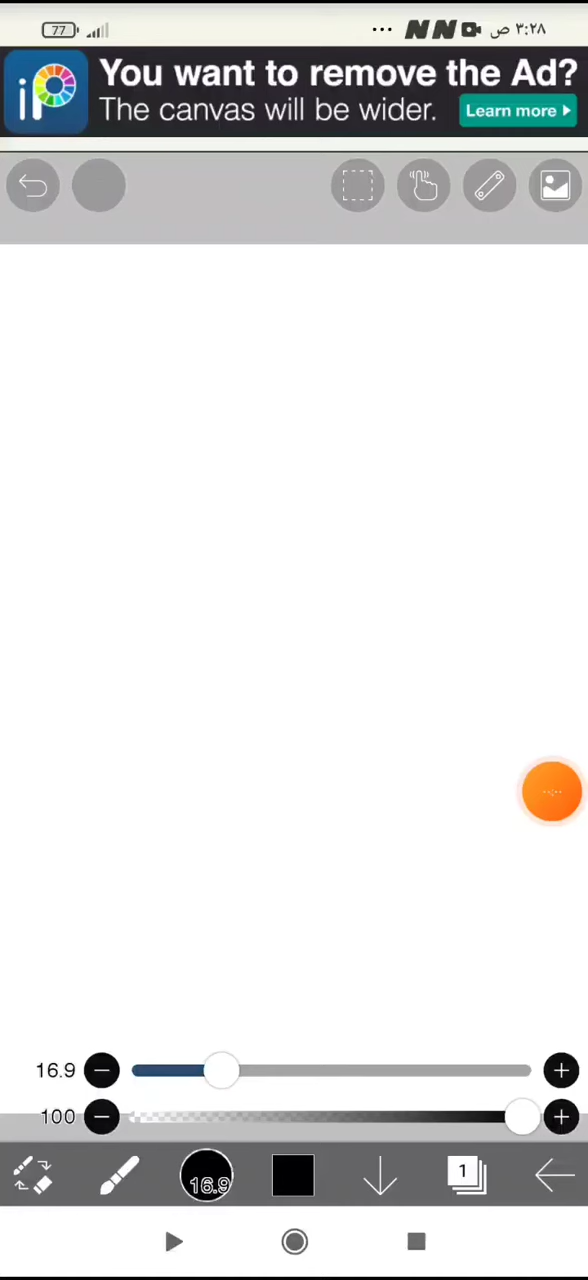 77
٣:٢٨ ص
iP
You want to remove the Ad?
The canvas will be wider.
Learn more
16.9
100
16.9
1